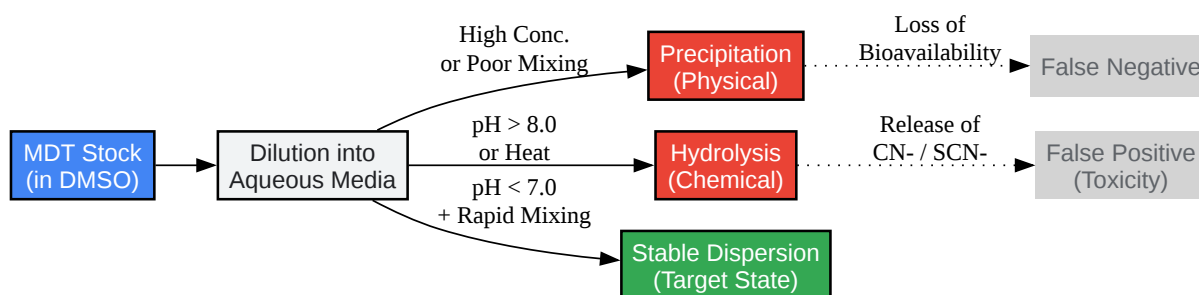 MDT Stock
(in DMSO)
Dilution into
Aqueous Media
High Conc.
or Poor Mixing
pH > 8.0
or Heat
pH < 7.0
+ Rapid Mixing
Precipitation
(Physical)
Hydrolysis
(Chemical)
Stable Dispersion
(Target State)
Loss of
Bioavailability
Release of
CN- / SCN-
False Negative
False Positive
(Toxicity)